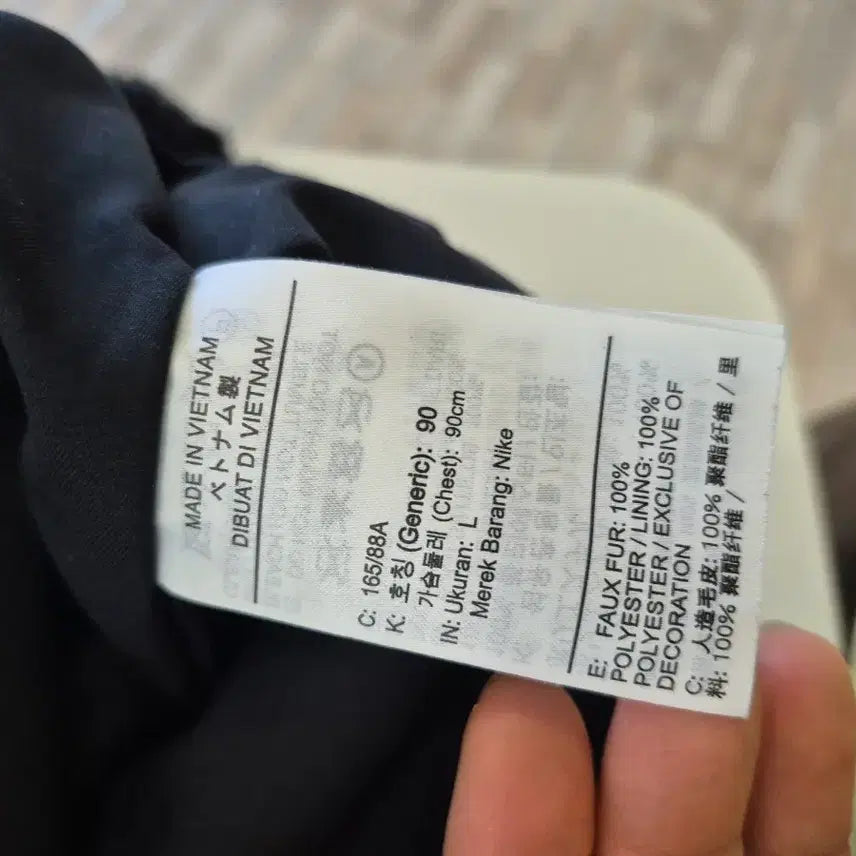 MADE IN VIETNAM
ベトナム製
DIBUAT DI VIETNAM
C: 165/88A
K: 호칭 (Generic): 90
가슴둘레 (Chest): 90cm
IN: Ukuran: L
Merek Barang: Nike
E: FAUX FUR: 100%
POLYESTER / LINING: 100%
POLYESTER / EXCLUSIVE OF
DECORATION
C: 人造毛皮: 100% 聚酯纤维 / 里
料: 100% 聚酯纤维 /